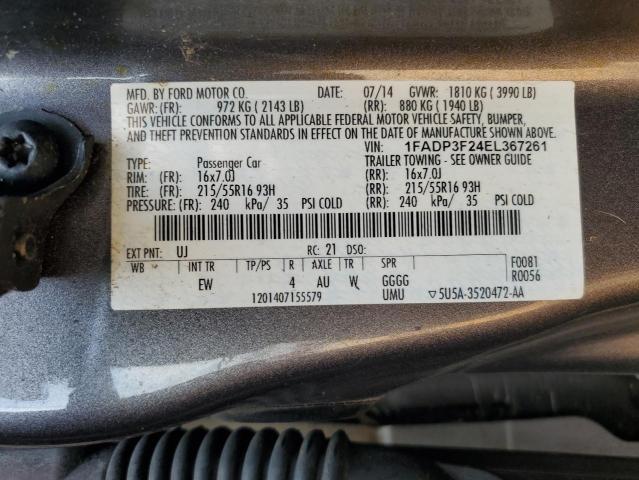 MFD. BY FORD MOTOR CO. DATE: 07/14 GVWR: 1810 KG ( 3990 LB)
GAWR: (FR): 972 KG ( 2143 LB) (RR): 880 KG ( 1940 LB)
THIS VEHICLE CONFORMS TO ALL APPLICABLE FEDERAL MOTOR VEHICLE SAFETY, BUMPER,
AND THEFT PREVENTION STANDARDS IN EFFECT ON THE DATE OF MANUFACTURE SHOWN ABOVE.
VIN: 1FADP3F24EL367261
TYPE: Passenger Car TRAILER TOWING - SEE OWNER GUIDE
RIM: (FR): 16x7.0J (RR): 16x7.0J
TIRE: (FR): 215/55R16 93H (RR): 215/55R16 93H
PRESSURE: (FR): 240 kPa/ 35 PSI COLD (RR): 240 kPa/ 35 PSI COLD
EXT PNT: UJ RC: 21 DSO:
WB INT TR TP/PS R AXLE TR SPR F0081
EW 4 AU W GGGG R0056
1201407155579 UMU ▽5U5A-3520472-AA